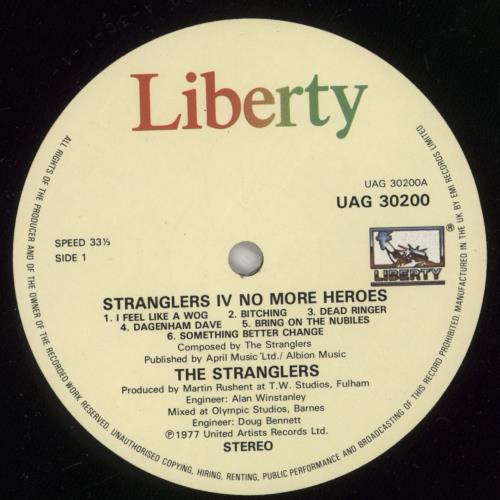 Liberty
UAG 30200A
UAG 30200
®
SPEED 33⅓
SIDE 1
LIBERTY
STRANGLERS IV NO MORE HEROES
1. I FEEL LIKE A WOG 2. BITCHING 3. DEAD RINGER
4. DAGENHAM DAVE 5. BRING ON THE NUBILES
6. SOMETHING BETTER CHANGE
Composed by The Stranglers
Published by April Music Ltd./ Albion Music
THE STRANGLERS
Produced by Martin Rushent at T.W. Studios, Fulham
Engineer: Alan Winstanley
Mixed at Olympic Studios, Barnes
Engineer: Doug Bennett
℗1977 United Artists Records Ltd.
STEREO
ALL RIGHTS OF THE PRODUCER AND OF THE OWNER OF THE RECORDED WORK RESERVED. UNAUTHORISED COPYING, HIRING, RENTING, PUBLIC PERFORMANCE AND BROADCASTING OF THIS RECORD PROHIBITED. MANUFACTURED IN THE UK BY EMI RECORDS LIMITED